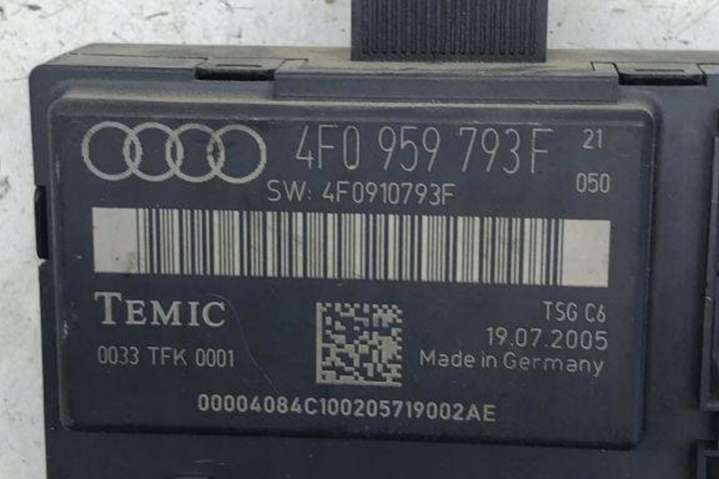 4F0 959 793F 21
SW: 4F0910793F 050
TEMIC TSG C6
19.07.2005
0033 TFK 0001 Made in Germany
00004084C100205719002AE